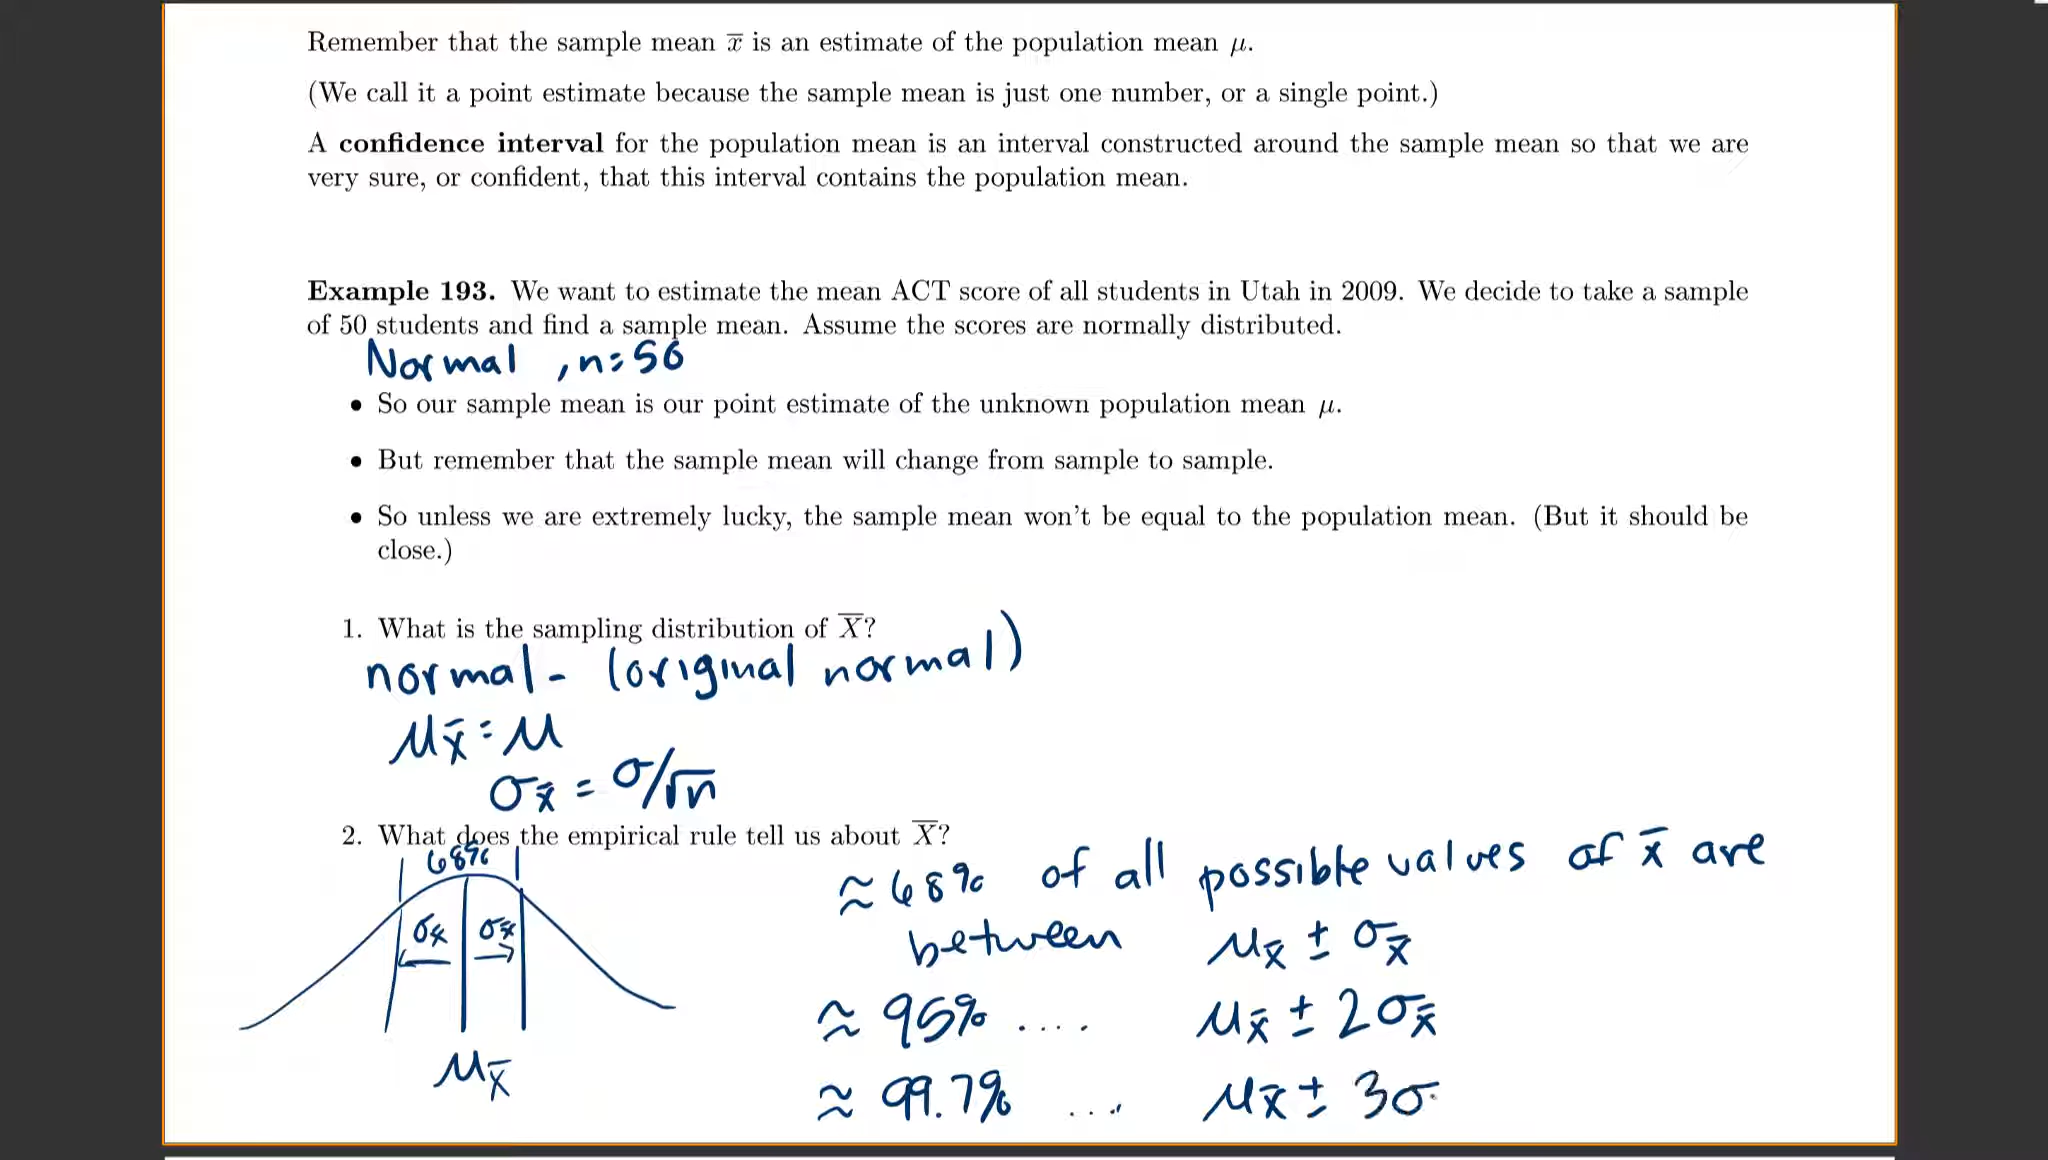 Remember that the sample mean x̅ is an estimate of the population mean μ.
(We call it a point estimate because the sample mean is just one number, or a single point.)
A confidence interval for the population mean is an interval constructed around the sample mean so that we are
very sure, or confident, that this interval contains the population mean.
Example 193. We want to estimate the mean ACT score of all students in Utah in 2009. We decide to take a sample
of 50 students and find a sample mean. Assume the scores are normally distributed.
Normal , n=50
• So our sample mean is our point estimate of the unknown population mean μ.
• But remember that the sample mean will change from sample to sample.
• So unless we are extremely lucky, the sample mean won't be equal to the population mean. (But it should be
close.)
1. What is the sampling distribution of X̅?
normal - (original normal)
μx̅ = μ
σx̅ = σ/√n
2. What does the empirical rule tell us about X̅?
68%
σx̅ σx̅
μx̅
≈ 68% of all possible values of x̅ are
between μx̅ ± σx̅
≈ 95% .... μx̅ ± 2σx̅
≈ 99.7% .... μx̅ ± 3σ